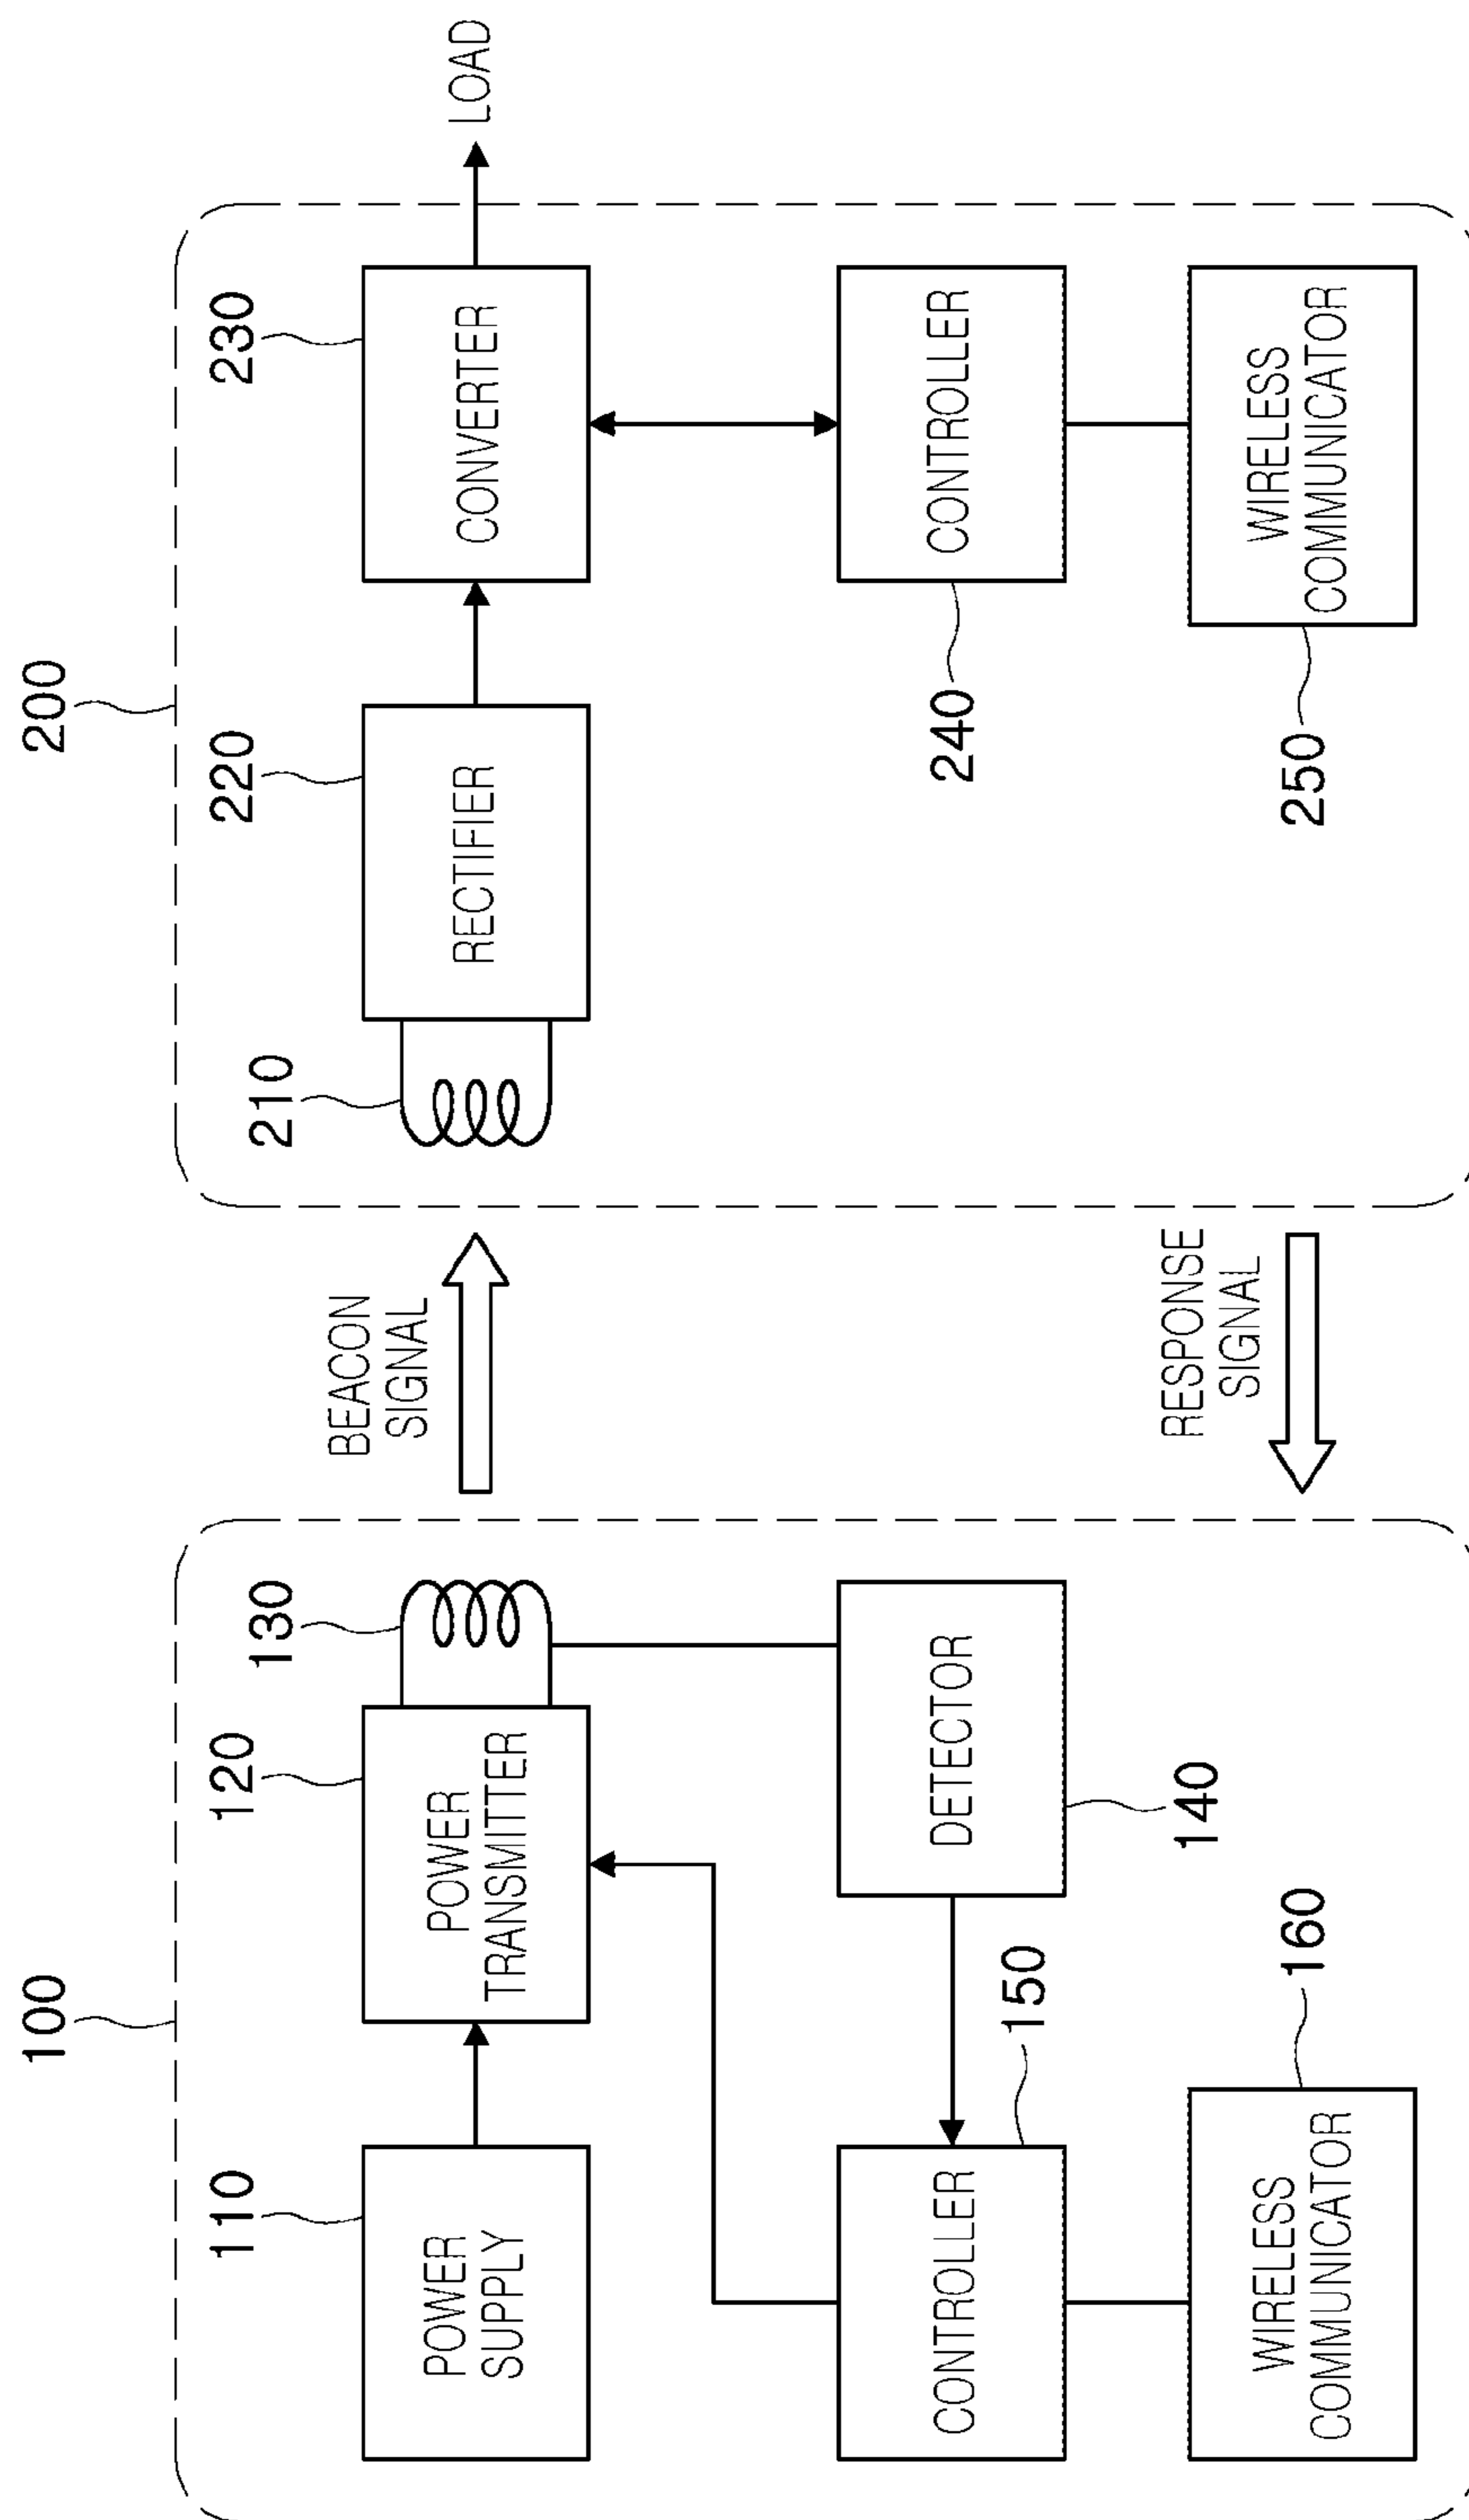 100
200
110
120
130
210
220
230
POWER
SUPPLY
POWER
TRANSMITTER
BEACON
SIGNAL
RECTIFIER
CONVERTER
LOAD
CONTROLLER
150
DETECTOR
140
240
CONTROLLER
WIRELESS
COMMUNICATOR
160
RESPONSE
SIGNAL
250
WIRELESS
COMMUNICATOR